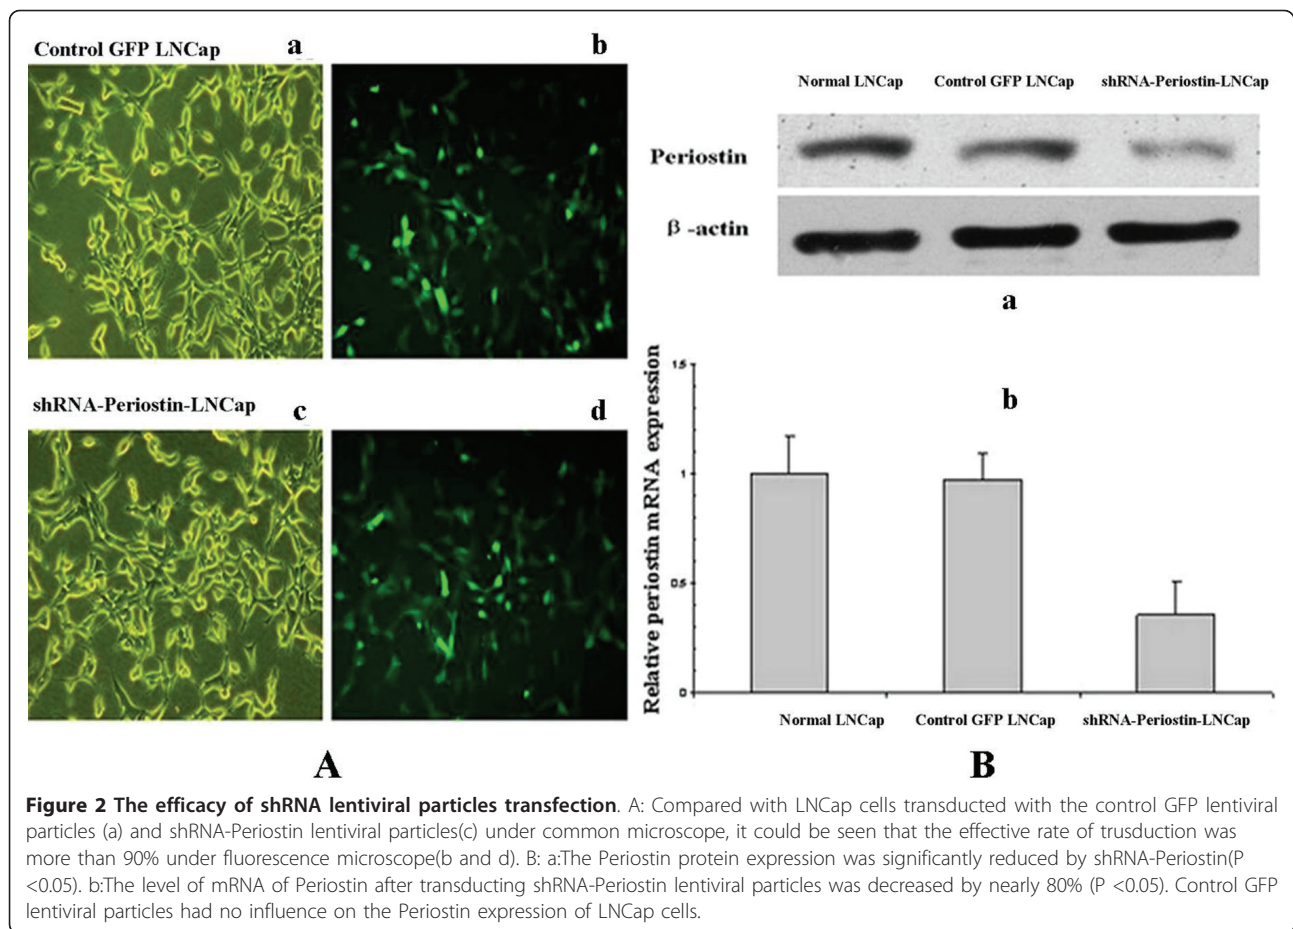 Control GFP LNCap
a
b
shRNA-Periostin-LNCap
c
d
A
Normal LNCap Control GFP LNCap shRNA-Periostin-LNCap
Periostin
β-actin
a
Relative periostin mRNA expression
1.5
1
0.5
0
b
Normal LNCap Control GFP LNCap shRNA-Periostin-LNCap
B
Figure 2 The efficacy of shRNA lentiviral particles transfection. A: Compared with LNCap cells transducted with the control GFP lentiviral
particles (a) and shRNA-Periostin lentiviral particles(c) under common microscope, it could be seen that the effective rate of trusduction was
more than 90% under fluorescence microscope(b and d). B: a:The Periostin protein expression was significantly reduced by shRNA-Periostin(P
<0.05). b:The level of mRNA of Periostin after transducting shRNA-Periostin lentiviral particles was decreased by nearly 80% (P <0.05). Control GFP
lentiviral particles had no influence on the Periostin expression of LNCap cells.